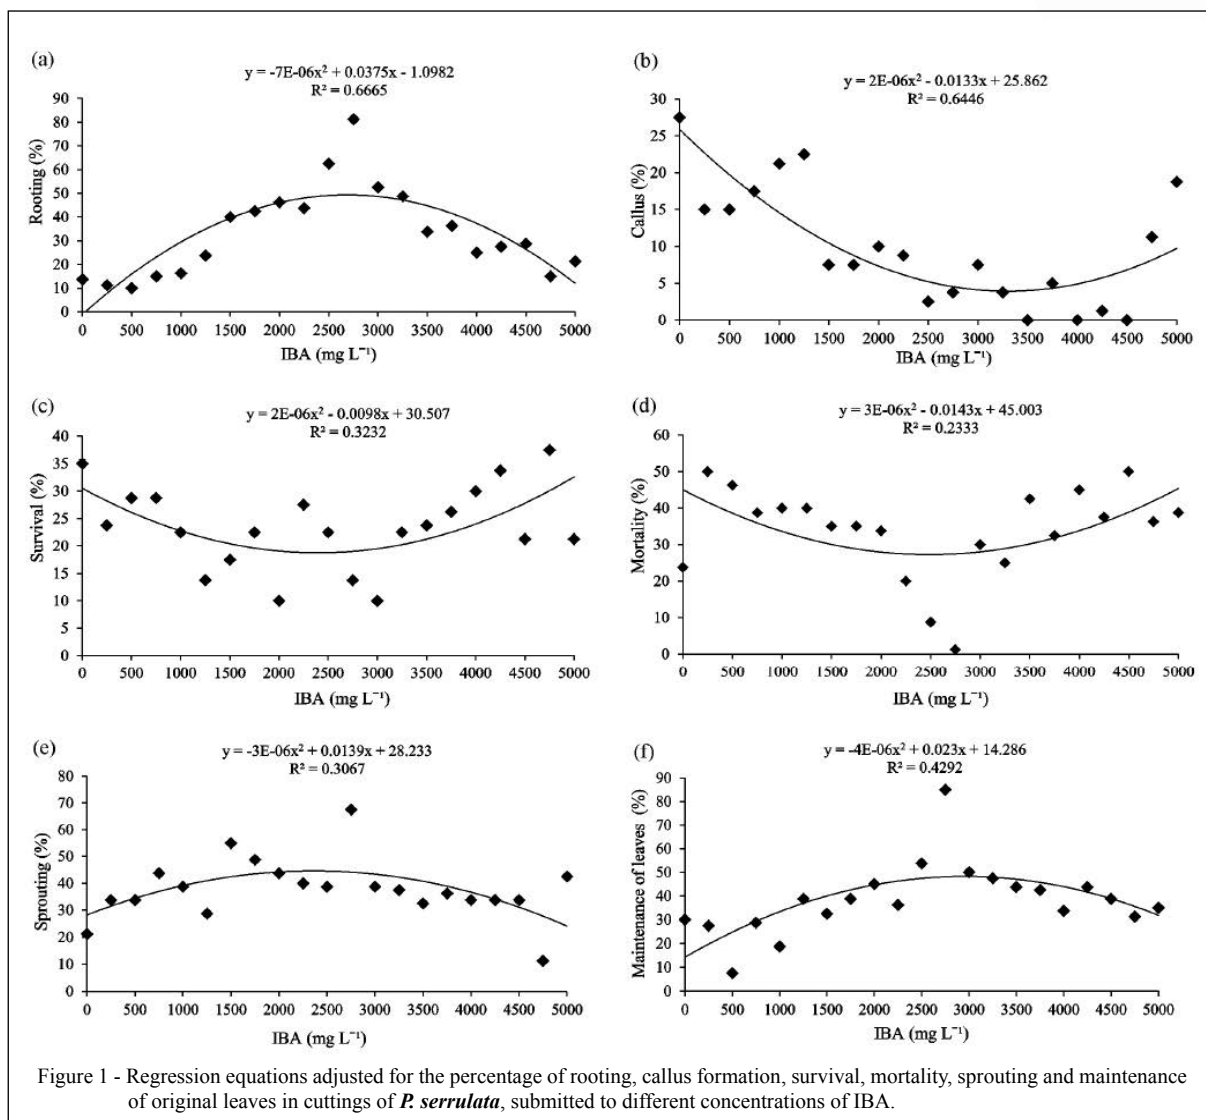 (a)
y = -7E-06x² + 0.0375x - 1.0982
R² = 0.6665
Rooting (%)
90
80
70
60
50
40
30
20
10
0
0 500 1000 1500 2000 2500 3000 3500 4000 4500 5000
IBA (mg L⁻¹)
(b)
y = 2E-06x² - 0.0133x + 25.862
R² = 0.6446
Callus (%)
30
25
20
15
10
5
0
0 500 1000 1500 2000 2500 3000 3500 4000 4500 5000
IBA (mg L⁻¹)
(c)
y = 2E-06x² - 0.0098x + 30.507
R² = 0.3232
Survival (%)
40
35
30
25
20
15
10
5
0
0 500 1000 1500 2000 2500 3000 3500 4000 4500 5000
IBA (mg L⁻¹)
(d)
y = 3E-06x² - 0.0143x + 45.003
R² = 0.2333
Mortality (%)
60
50
40
30
20
10
0
0 500 1000 1500 2000 2500 3000 3500 4000 4500 5000
IBA (mg L⁻¹)
(e)
y = -3E-06x² + 0.0139x + 28.233
R² = 0.3067
Sprouting (%)
80
70
60
50
40
30
20
10
0
0 500 1000 1500 2000 2500 3000 3500 4000 4500 5000
IBA (mg L⁻¹)
(f)
y = -4E-06x² + 0.023x + 14.286
R² = 0.4292
Maintenance of leaves (%)
90
80
70
60
50
40
30
20
10
0
0 500 1000 1500 2000 2500 3000 3500 4000 4500 5000
IBA (mg L⁻¹)
Figure 1 - Regression equations adjusted for the percentage of rooting, callus formation, survival, mortality, sprouting and maintenance
of original leaves in cuttings of P. serrulata, submitted to different concentrations of IBA.